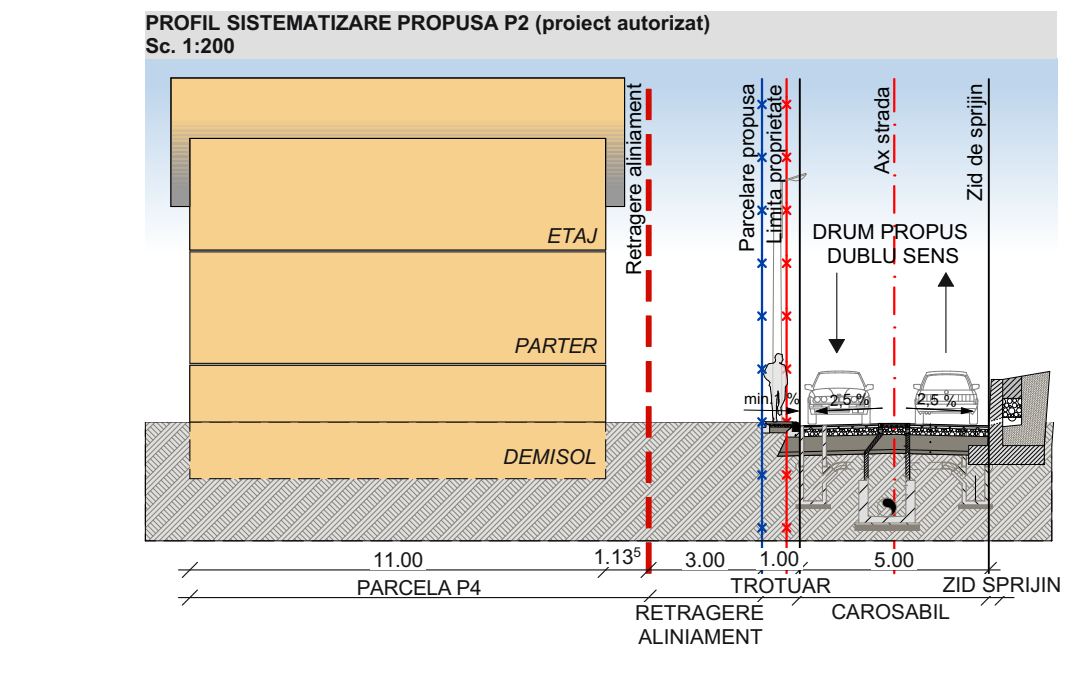 PROFIL SISTEMATIZARE PROPUSA P2 (proiect autorizat)
Sc. 1:200
Retragere aliniament
Parcelare propusa
Limita proprietate
Ax strada
Zid de sprijin
DRUM PROPUS
DUBLU SENS
ETAJ
PARTER
DEMISOL
min.1 %
2,5 %
2,5 %
11.00
1.13⁵
3.00
1.00
5.00
PARCELA P4
TROTUAR
ZID SPRIJIN
RETRAGERE
ALINIAMENT
CAROSABIL